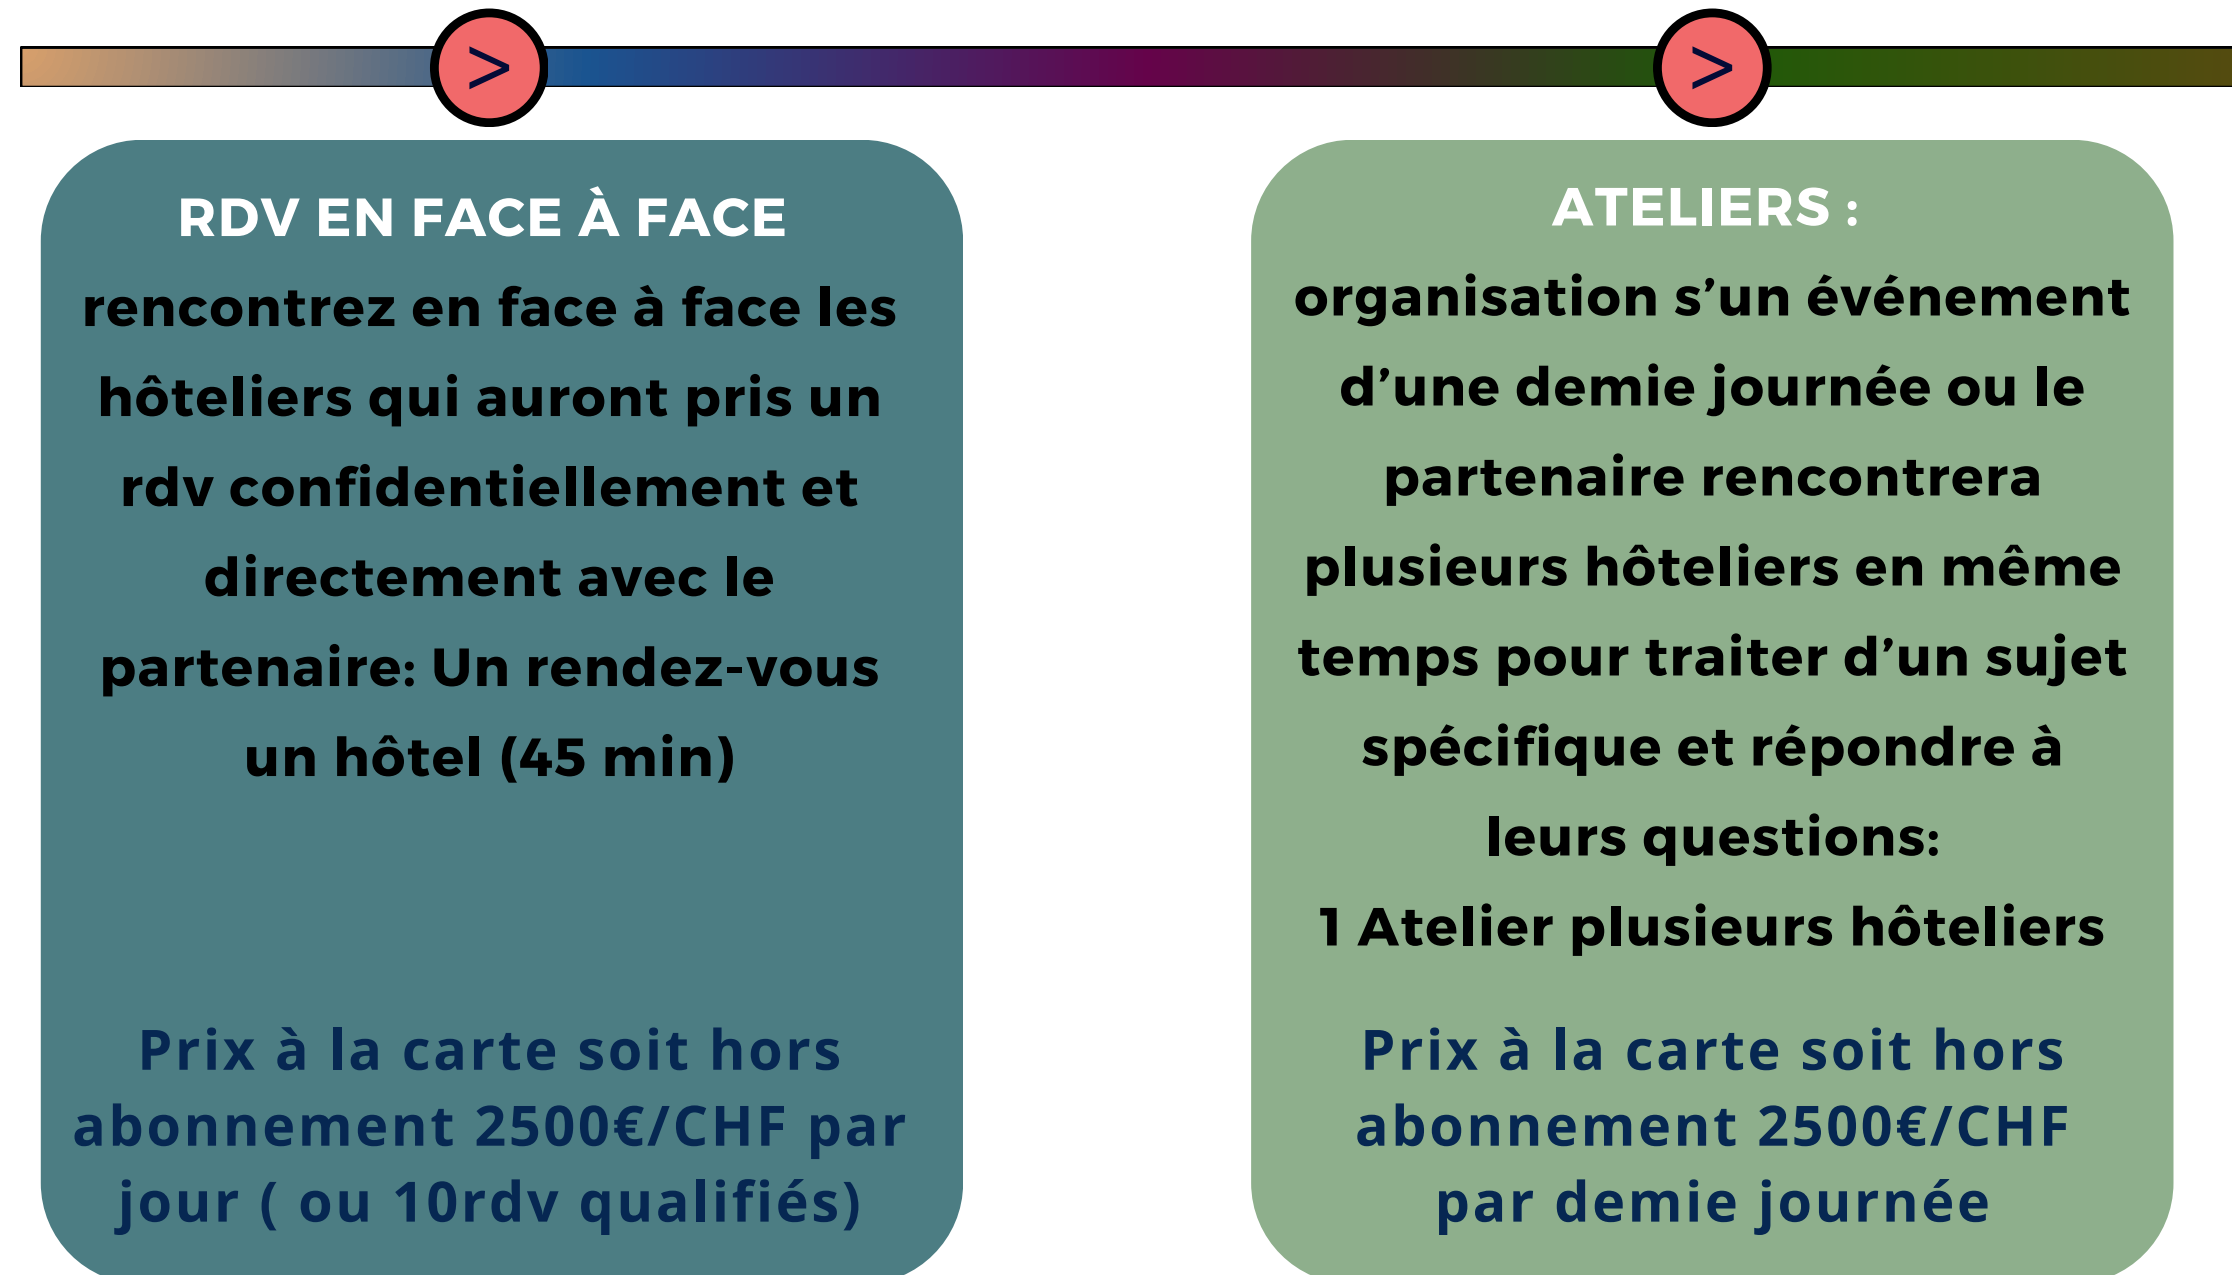 >
>
RDV EN FACE À FACE
rencontrez en face à face les
hôteliers qui auront pris un
rdv confidentiellement et
directement avec le
partenaire: Un rendez-vous
un hôtel (45 min)
Prix à la carte soit hors
abonnement 2500€/CHF par
jour ( ou 10rdv qualifiés)
ATELIERS :
organisation s’un événement
d’une demie journée ou le
partenaire rencontrera
plusieurs hôteliers en même
temps pour traiter d’un sujet
spécifique et répondre à
leurs questions:
1 Atelier plusieurs hôteliers
Prix à la carte soit hors
abonnement 2500€/CHF
par demie journée